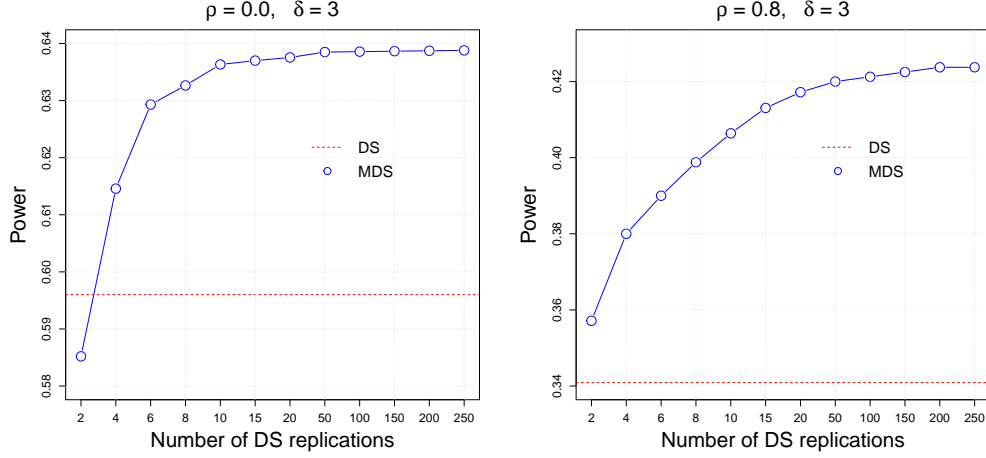 ρ = 0.0, δ = 3
Power
0.64
0.63
0.62
0.61
0.60
0.59
0.58
DS
MDS
2 4 6 8 10 15 20 50 100 150 200 250
Number of DS replications
ρ = 0.8, δ = 3
Power
0.42
0.40
0.38
0.36
0.34
DS
MDS
2 4 6 8 10 15 20 50 100 150 200 250
Number of DS replications